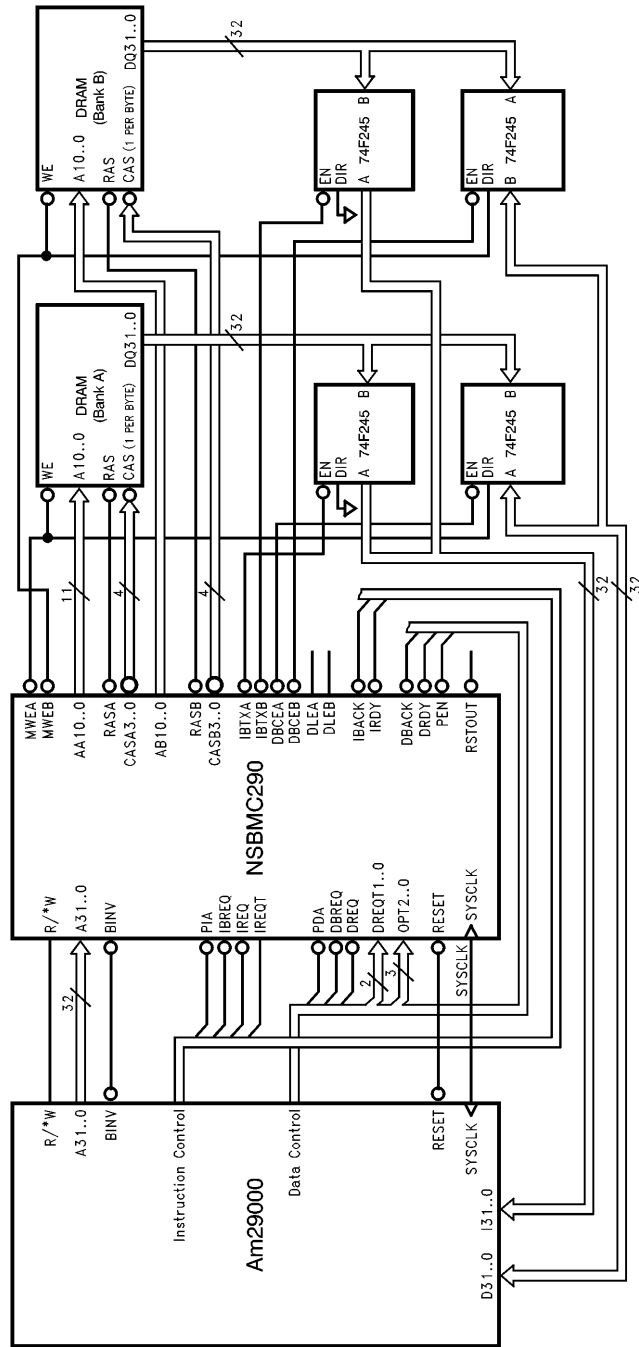 Am29000
R/*W
A31..0
BINV
Instruction Control
Data Control
RESET
SYSCLK
D31..0
I31..0
32
SYSCLK
NSBMC290
R/*W
A31..0
BINV
PIA
IBREQ
IREQ
IREQT
PDA
DBREQ
DREQ
DREQT1..0
OPT2..0
RESET
SYSCLK
2
3
MWEA
MWEB
AA10..0
RASA
CASA3..0
AB10..0
RASB
CASB3..0
IBTXA
IBTXB
DBCEA
DBCEB
DLEA
DLEB
IBACK
IRDY
DBACK
DRDY
PEN
RSTOUT
11
4
4
32
32
DRAM
(Bank A)
WE
A10..0
RAS
CAS (1 PER BYTE)
DQ31..0
32
EN
DIR
A 74F245 B
EN
DIR
A 74F245 B
DRAM
(Bank B)
WE
A10..0
RAS
CAS (1 PER BYTE)
DQ31..0
32
EN
DIR
A 74F245 B
EN
DIR
B 74F245 A